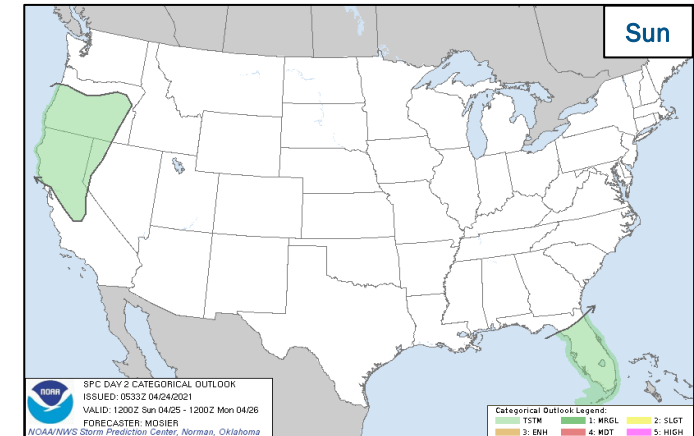 Sun
NOAA
SPC DAY 2 CATEGORICAL OUTLOOK
ISSUED: 0533Z 04/24/2021
VALID: 1200Z Sun 04/25 - 1200Z Mon 04/26
FORECASTER: MOSIER
NOAA/NWS Storm Prediction Center, Norman, Oklahoma
Categorical Outlook Legend:
TSTM 1: MRGL 2: SLGT
3: ENH 4: MDT 5: HIGH